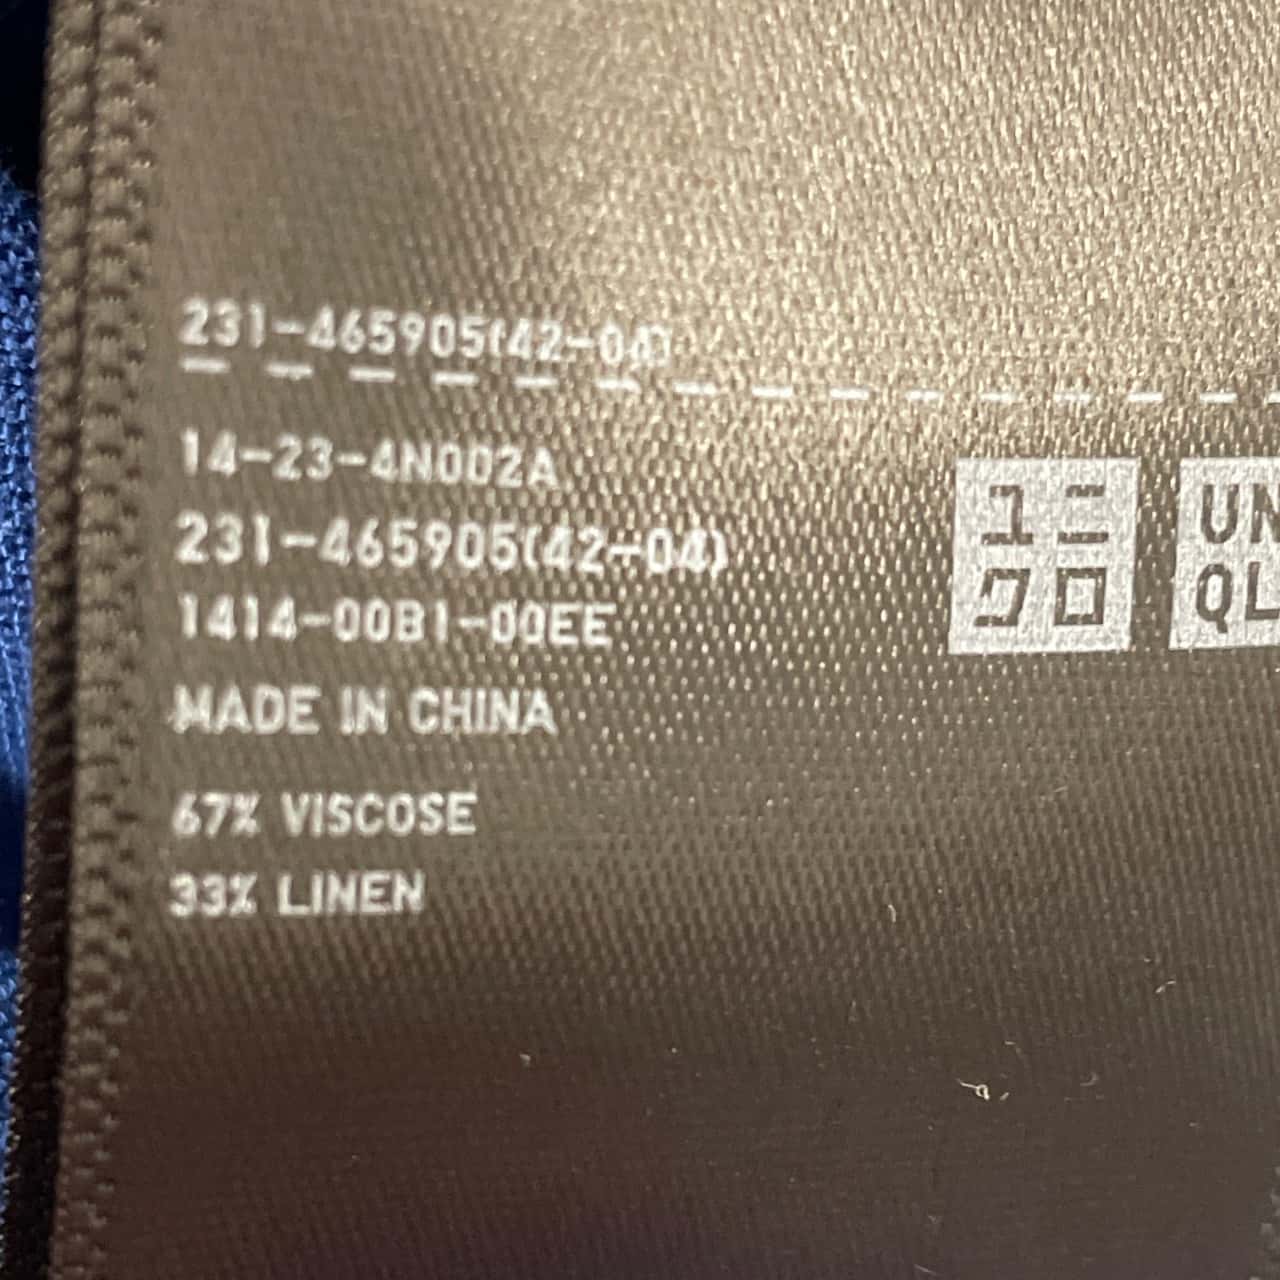 231-465905(42-04)
14-23-4N002A
231-465905(42-04)
1414-00B1-00EE
MADE IN CHINA
67% VISCOSE
33% LINEN
ユニ
クロ
UN
QL